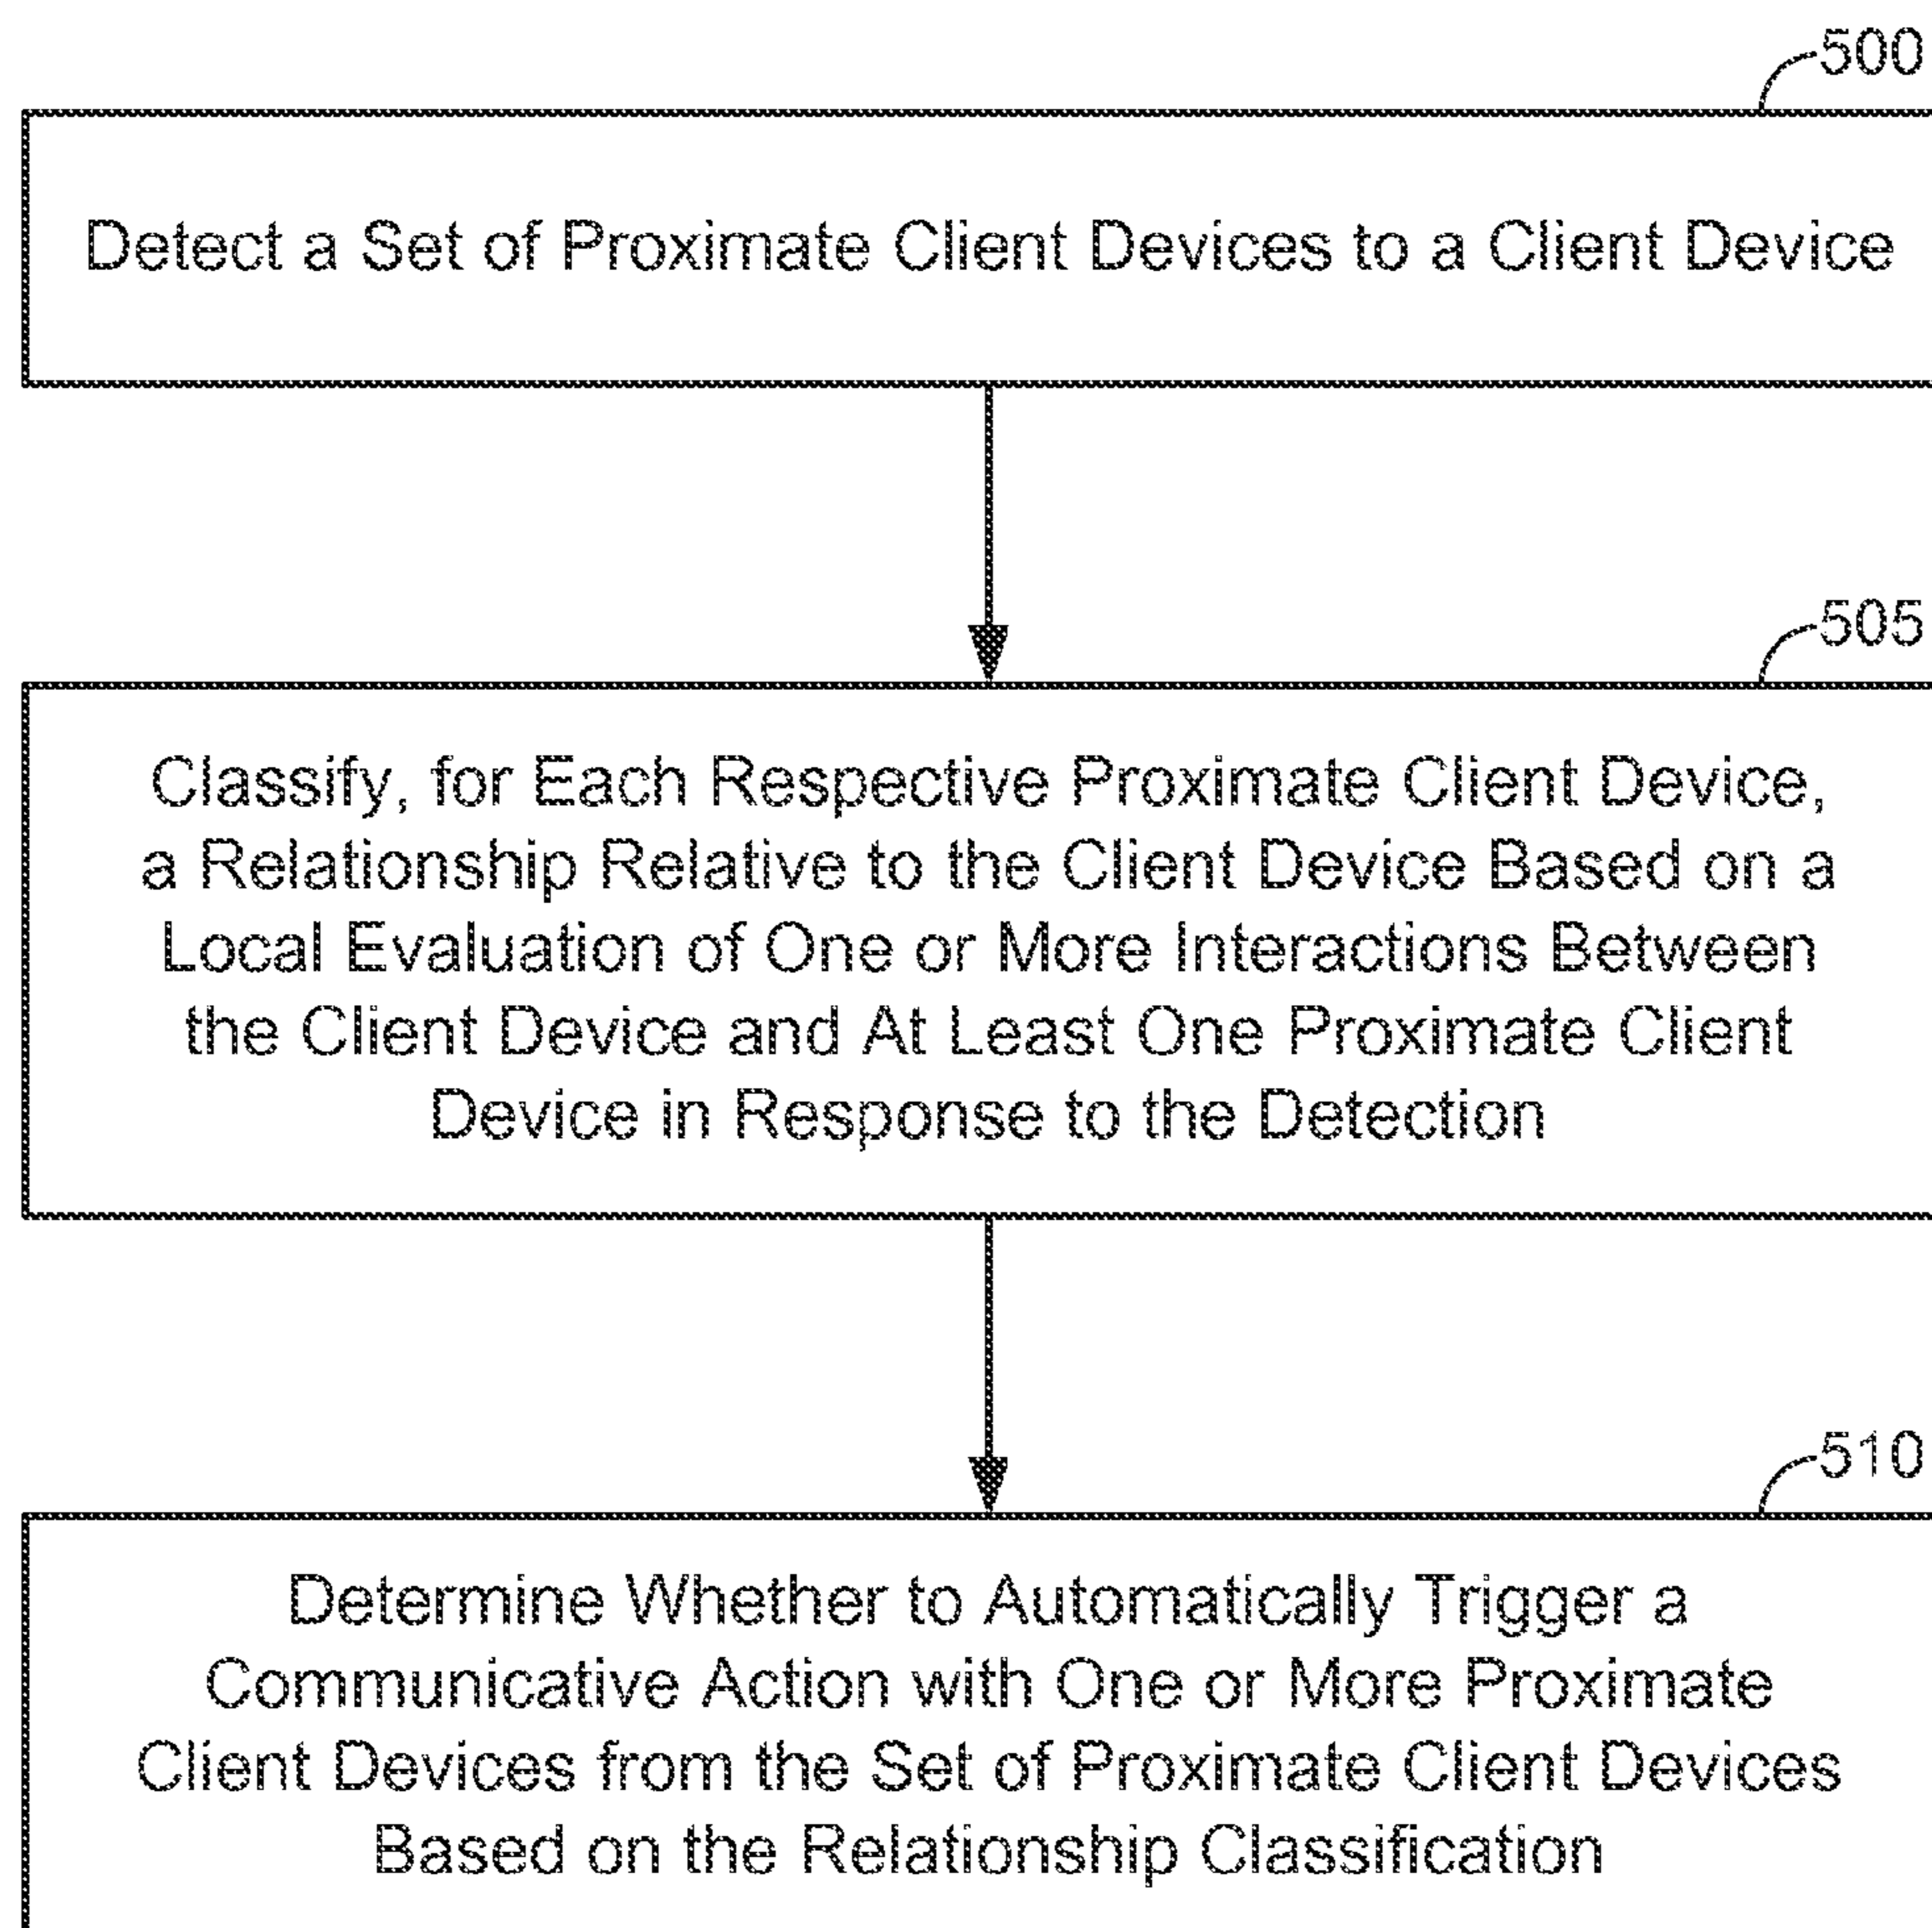 500
Detect a Set of Proximate Client Devices to a Client Device
505
Classify, for Each Respective Proximate Client Device,
a Relationship Relative to the Client Device Based on a
Local Evaluation of One or More Interactions Between
the Client Device and At Least One Proximate Client
Device in Response to the Detection
510
Determine Whether to Automatically Trigger a
Communicative Action with One or More Proximate
Client Devices from the Set of Proximate Client Devices
Based on the Relationship Classification